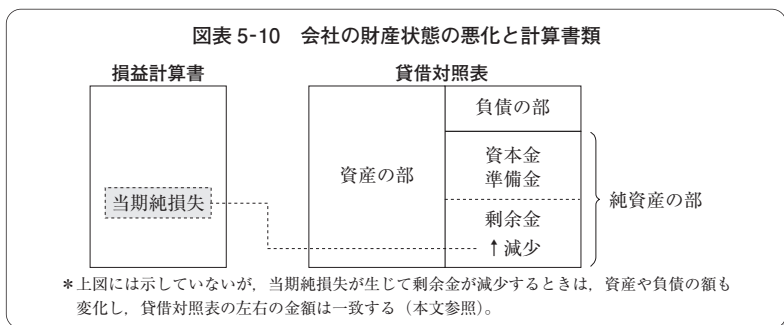 図表 5-10 会社の財産状態の悪化と計算書類
損益計算書
貸借対照表
当期純損失
資産の部
負債の部
資本金
準備金
剰余金
↑減少
純資産の部
*上図には示していないが，当期純損失が生じて剰余金が減少するときは，資産や負債の額も
変化し，貸借対照表の左右の金額は一致する（本文参照）。